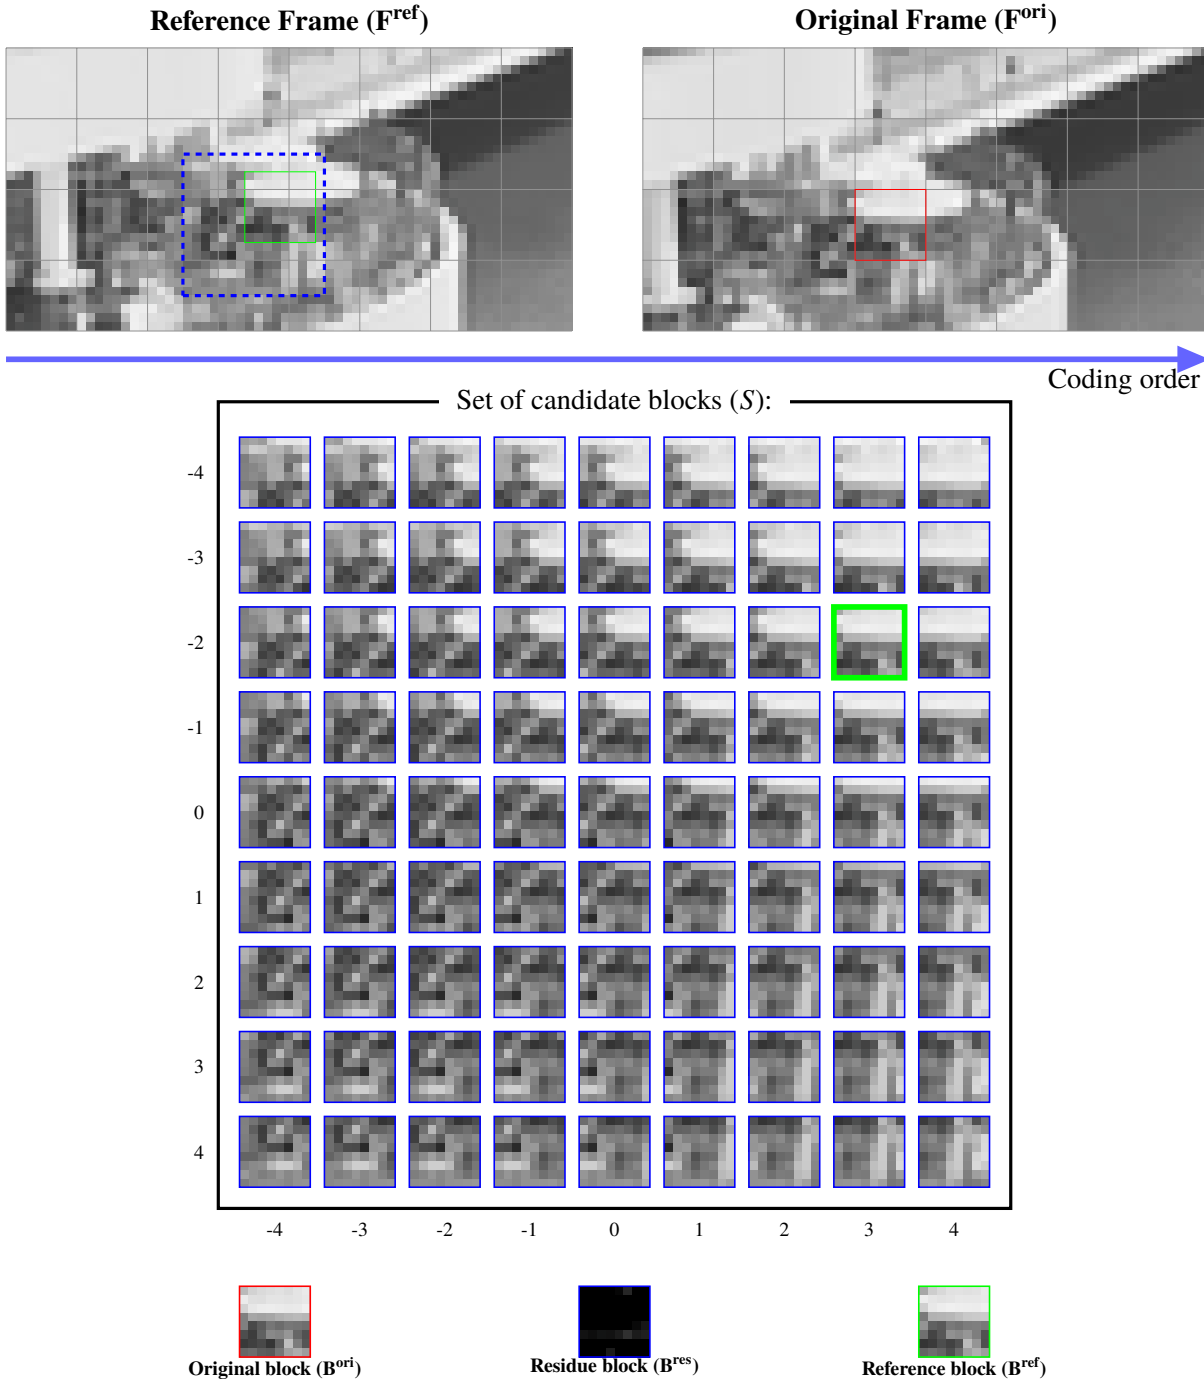 Reference Frame (F^ref)
Original Frame (F^ori)
Coding order
Set of candidate blocks (S):
-4
-3
-2
-1
0
1
2
3
4
-4 -3 -2 -1 0 1 2 3 4
Original block (B^ori)
Residue block (B^res)
Reference block (B^ref)